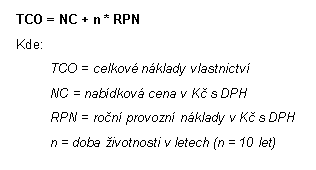 TCO = NC + n * RPN
Kde:
TCO = celkové náklady vlastnictví
NC = nabídková cena v Kč s DPH
RPN = roční provozní náklady v Kč s DPH
n = doba životnosti v letech (n = 10 let)